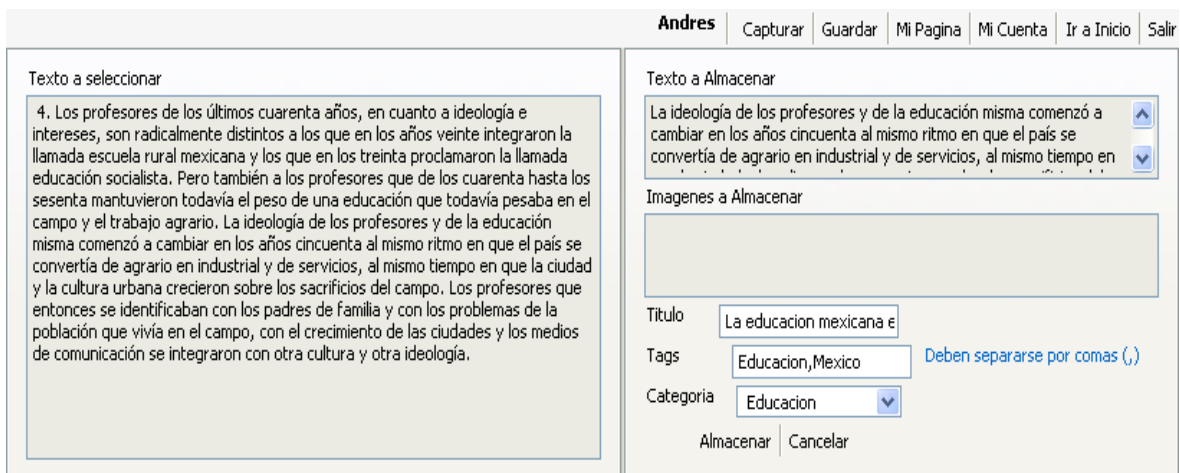 Andres Capturar Guardar Mi Pagina Mi Cuenta Ir a Inicio Salir
Texto a seleccionar
4. Los profesores de los últimos cuarenta años, en cuanto a ideología e
intereses, son radicalmente distintos a los que en los años veinte integraron la
llamada escuela rural mexicana y los que en los treinta proclamaron la llamada
educación socialista. Pero también a los profesores que de los cuarenta hasta los
sesenta mantuvieron todavía el peso de una educación que todavía pesaba en el
campo y el trabajo agrario. La ideología de los profesores y de la educación
misma comenzó a cambiar en los años cincuenta al mismo ritmo en que el país se
convertía de agrario en industrial y de servicios, al mismo tiempo en que la ciudad
y la cultura urbana crecieron sobre los sacrificios del campo. Los profesores que
entonces se identificaban con los padres de familia y con los problemas de la
población que vivía en el campo, con el crecimiento de las ciudades y los medios
de comunicación se integraron con otra cultura y otra ideología.
Texto a Almacenar
La ideología de los profesores y de la educación misma comenzó a
cambiar en los años cincuenta al mismo ritmo en que el país se
convertía de agrario en industrial y de servicios, al mismo tiempo en
Imagenes a Almacenar
Titulo La educacion mexicana e
Tags Educacion,Mexico Deben separarse por comas (,)
Categoria Educacion
Almacenar Cancelar